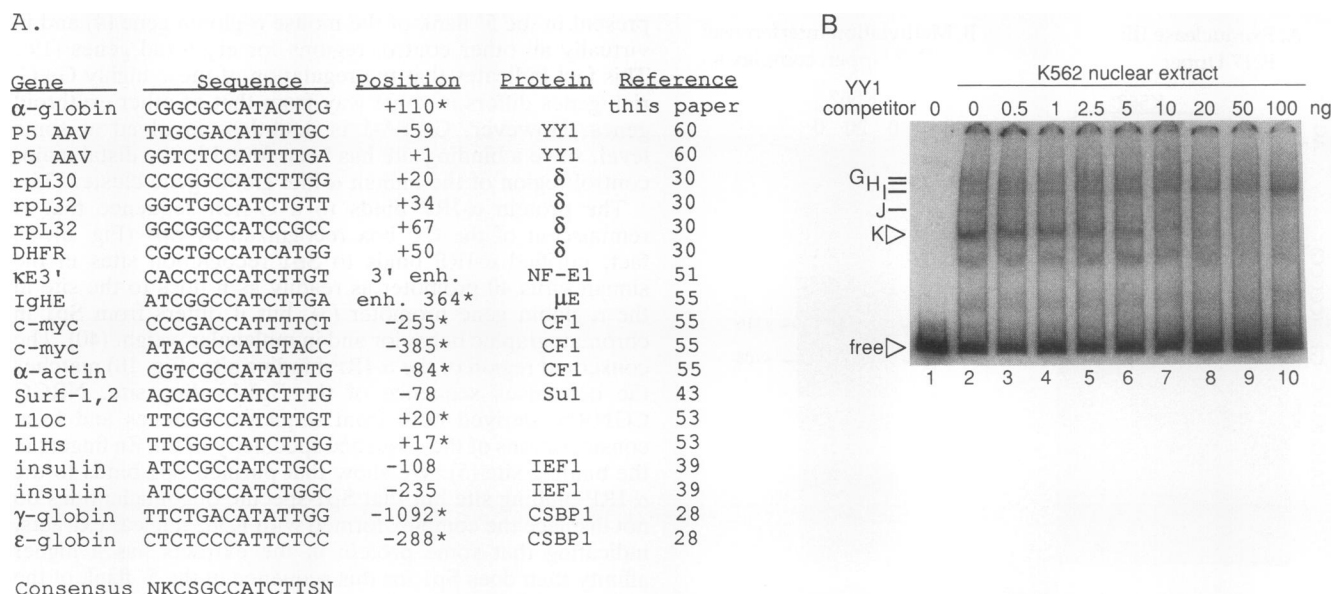 A.
Gene Sequence Position Protein Reference
α-globin CGGCGCCATACTCG +110* this paper
P5 AAV TTGCGACATTTTGC -59 YY1 60
P5 AAV GGTCTCCATTTTGA +1 YY1 60
rpL30 CCCGGCCATCTTGG +20 δ 30
rpL32 GGCTGCCATCTGTT +34 δ 30
rpL32 GGCGGCCATCCGCC +67 δ 30
DHFR CGCTGCCATCATGG +50 δ 30
κE3' CACCTCCATCTTGT 3' enh. NF-E1 51
IgHE ATCGGCCATCTTGA enh. 364* μE 55
c-myc CCCGACCATTTTCT -255* CF1 55
c-myc ATACGCCATGTACC -385* CF1 55
α-actin CGTCGCCATATTTG -84* CF1 55
Surf-1,2 AGCAGCCATCTTTG -78 Su1 43
L1Oc TTCGGCCATCTTGT +20* 53
L1Hs TTCGGCCATCTTGG +17* 53
insulin ATCCGCCATCTGCC -108 IEF1 39
insulin ATCCGCCATCTGGC -235 IEF1 39
γ-globin TTCTGACATATTGG -1092* CSBP1 28
ε-globin CTCTCCCATTCTCC -288* CSBP1 28
Consensus NKCSGCCATCTTSN
B
K562 nuclear extract
YY1
competitor 0 0 0.5 1 2.5 5 10 20 50 100 ng
G
H
I
J
K
free
1 2 3 4 5 6 7 8 9 10